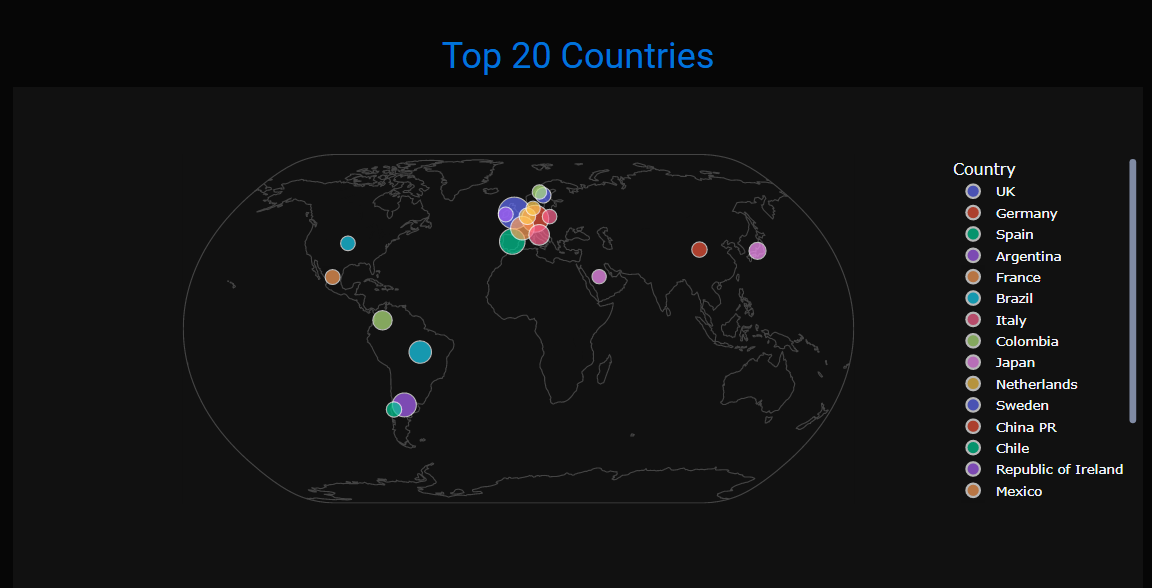 Top 20 Countries
Country
UK
Germany
Spain
Argentina
France
Brazil
Italy
Colombia
Japan
Netherlands
Sweden
China PR
Chile
Republic of Ireland
Mexico